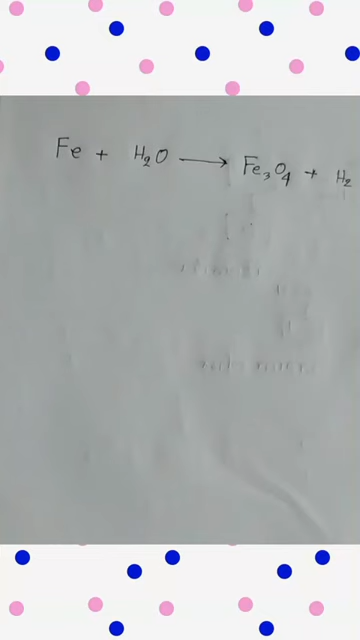 Fe + H₂O ⟶ Fe₃O₄ + H₂